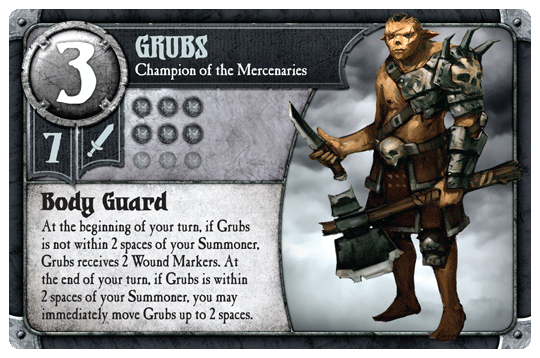 3
GRUBS
Champion of the Mercenaries
7
Body Guard
At the beginning of your turn, if Grubs
is not within 2 spaces of your Summoner,
Grubs receives 2 Wound Markers. At
the end of your turn, if Grubs is within
2 spaces of your Summoner, you may
immediately move Grubs up to 2 spaces.